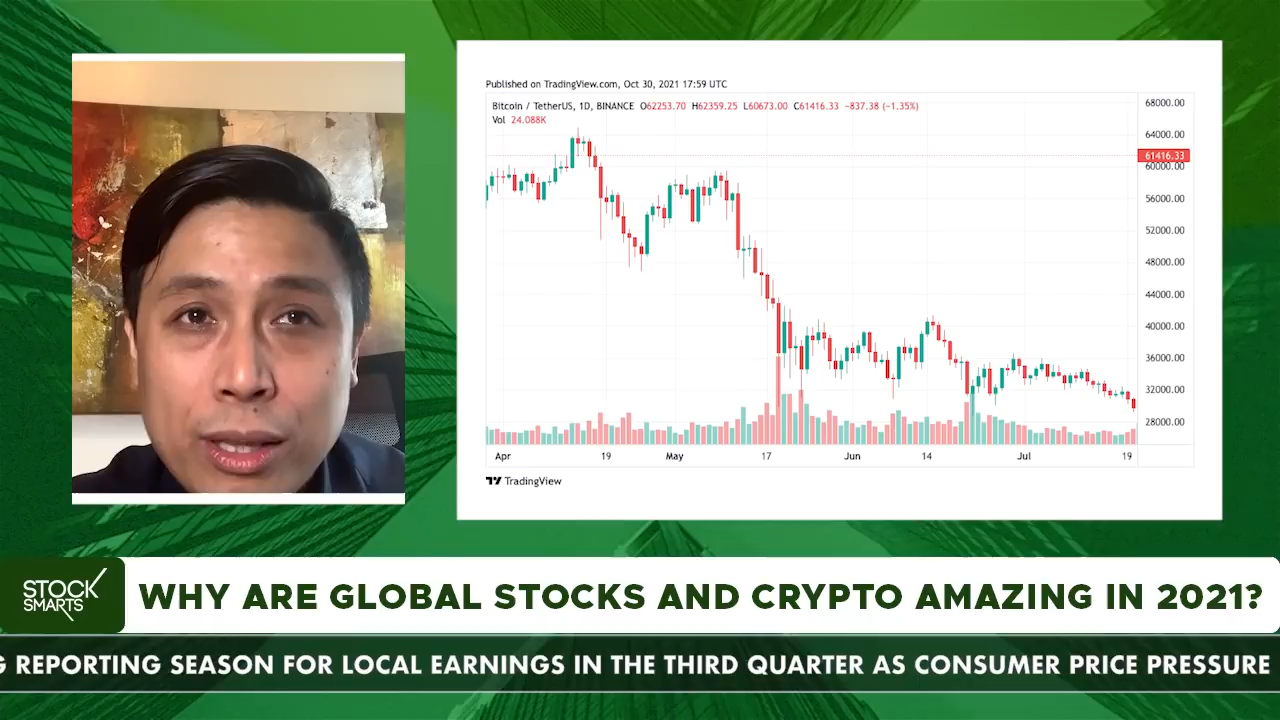 Published on TradingView.com, Oct 30, 2021 17:59 UTC
Bitcoin / TetherUS, 1D, BINANCE O62253.70 H62359.25 L60673.00 C61416.33 −837.38 (−1.35%)
Vol 24.088K
68000.00
64000.00
61416.33
60000.00
56000.00
52000.00
48000.00
44000.00
40000.00
36000.00
32000.00
28000.00
Apr 19 May 17 Jun 14 Jul 19
TradingView
STOCK
SMARTS
WHY ARE GLOBAL STOCKS AND CRYPTO AMAZING IN 2021?
G REPORTING SEASON FOR LOCAL EARNINGS IN THE THIRD QUARTER AS CONSUMER PRICE PRESSURE